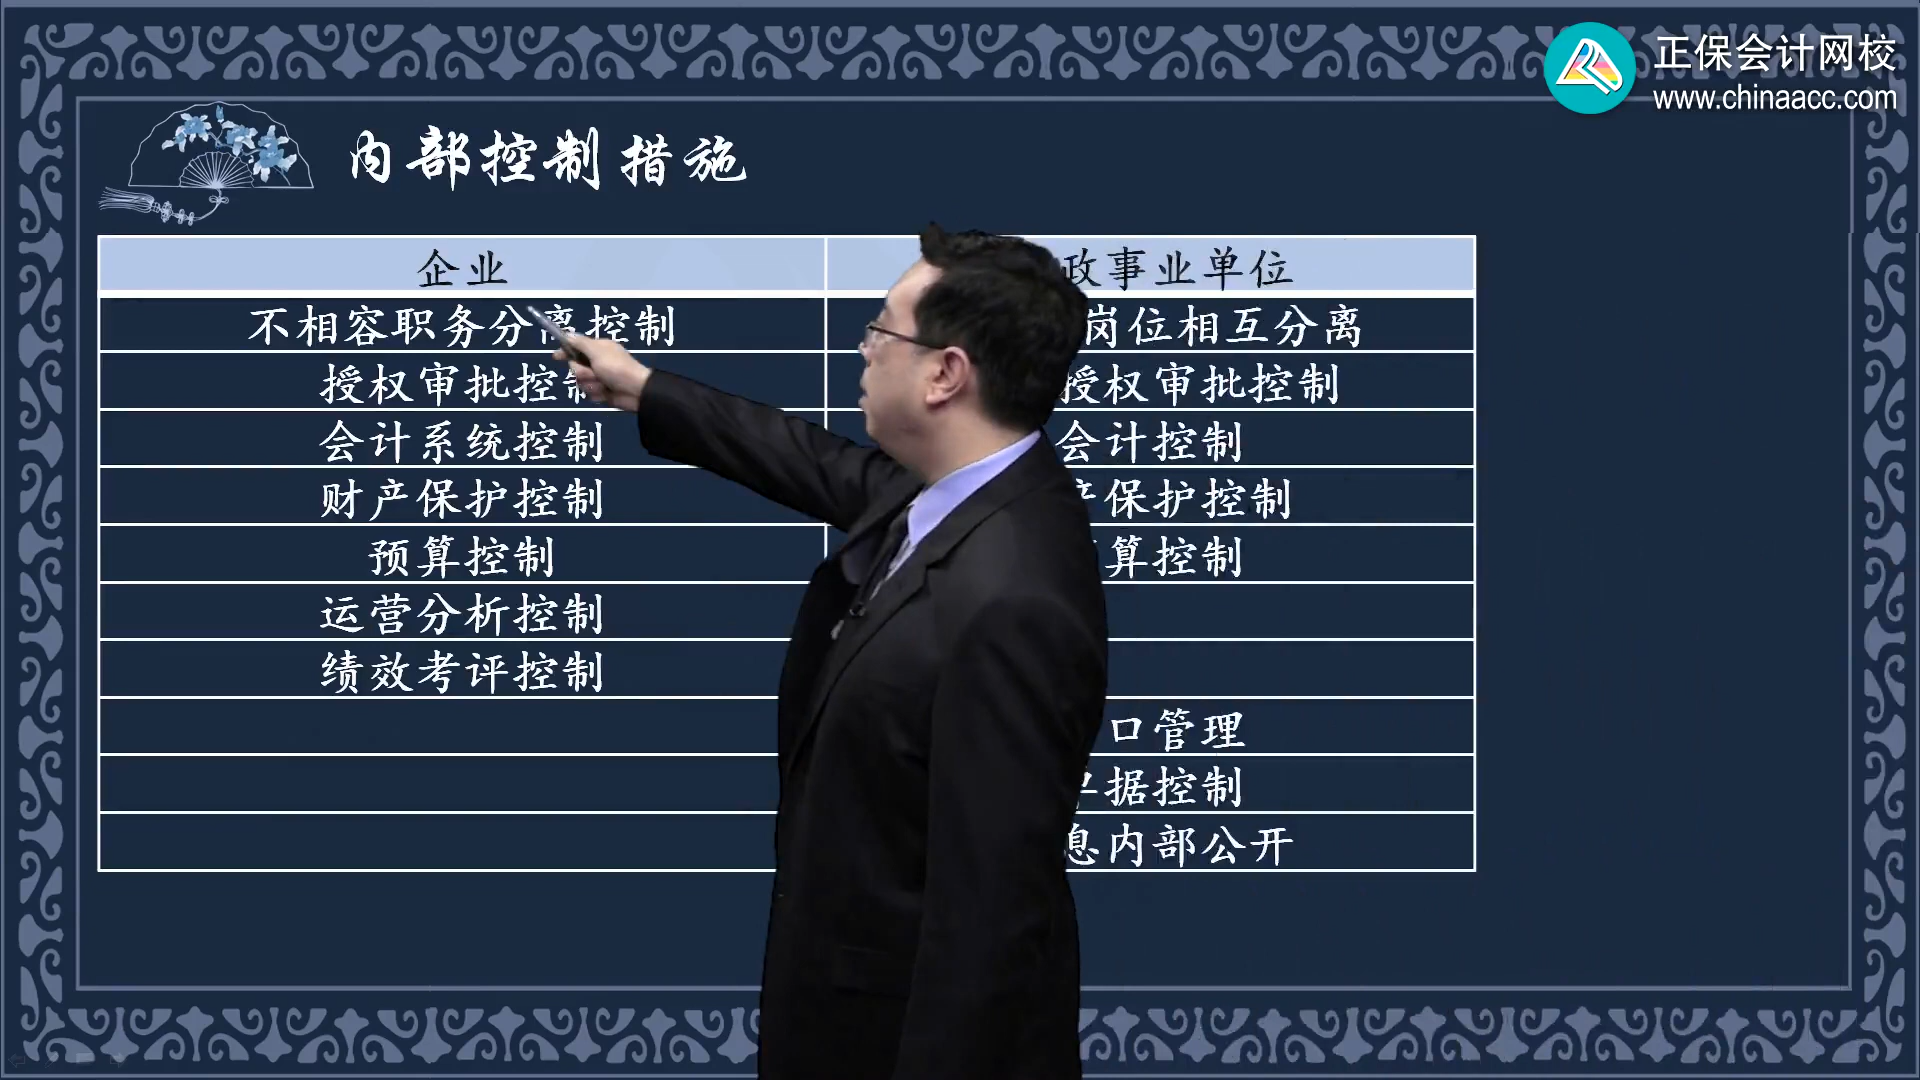 正保会计网校
www.chinaacc.com
内部控制措施
企业
政事业单位
不相容职务分离控制
岗位相互分离
授权审批控制
授权审批控制
会计系统控制
会计控制
财产保护控制
保护控制
预算控制
算控制
运营分析控制
绩效考评控制
口管理
据控制
息内部公开